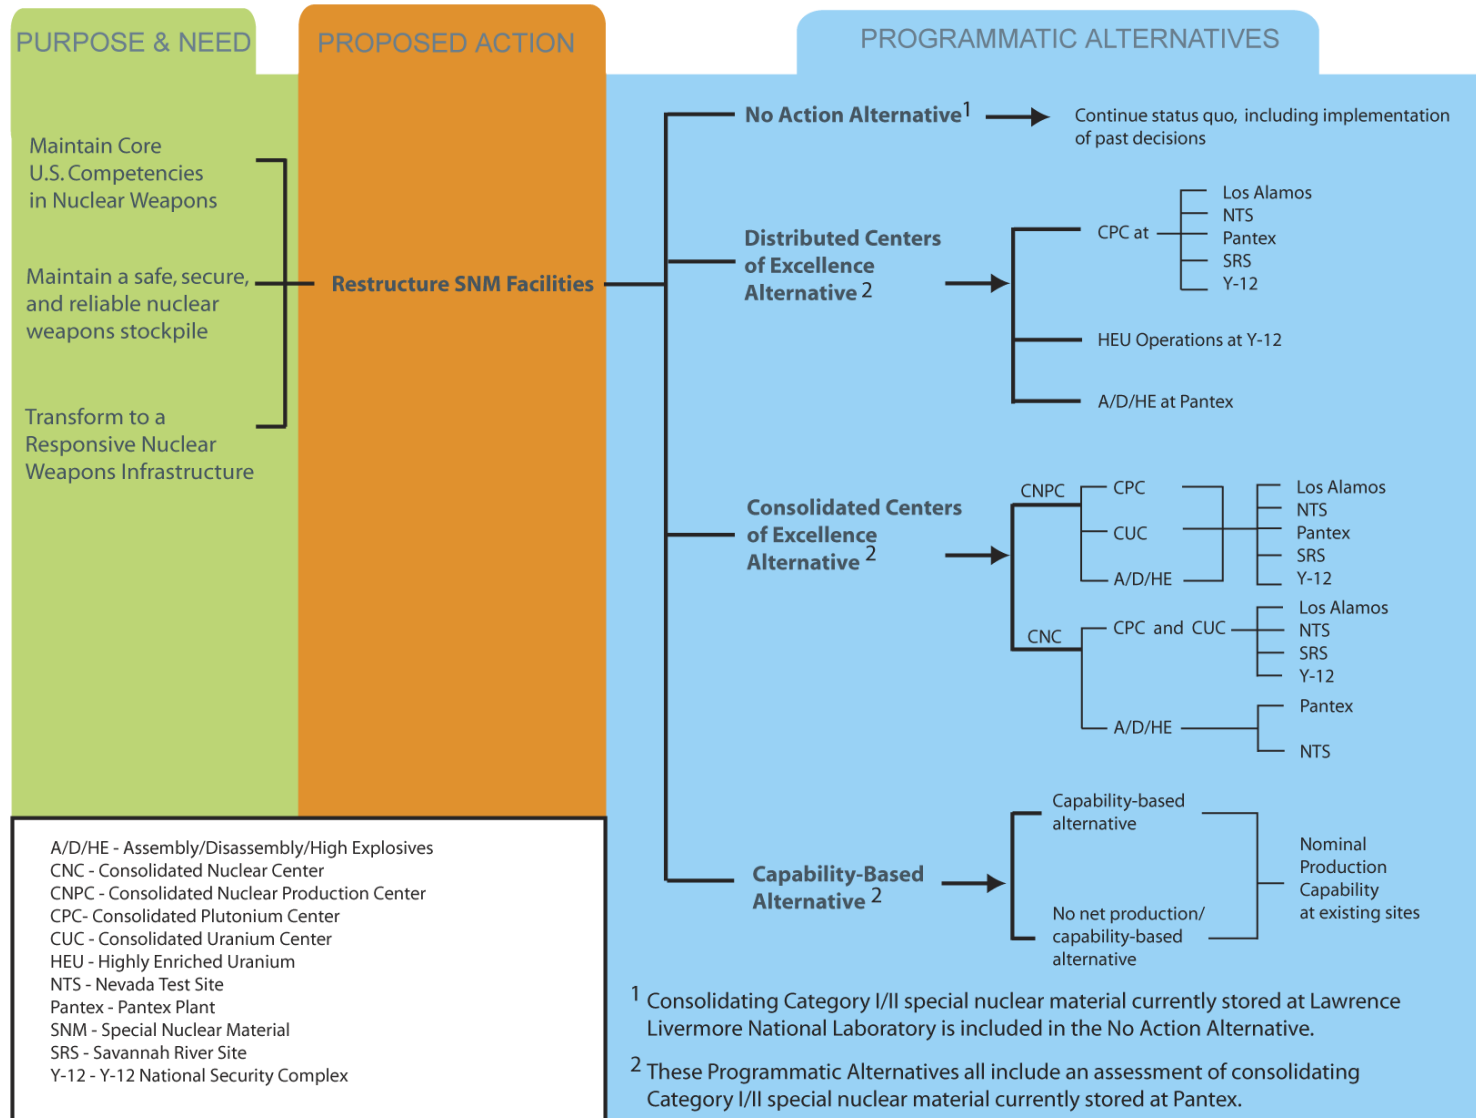 PURPOSE & NEED
PROPOSED ACTION
PROGRAMMATIC ALTERNATIVES
Maintain Core
U.S. Competencies
in Nuclear Weapons
Maintain a safe, secure,
and reliable nuclear
weapons stockpile
Transform to a
Responsive Nuclear
Weapons Infrastructure
Restructure SNM Facilities
No Action Alternative 1
Continue status quo, including implementation
of past decisions
Distributed Centers
of Excellence
Alternative 2
CPC at
Los Alamos
NTS
Pantex
SRS
Y-12
HEU Operations at Y-12
A/D/HE at Pantex
Consolidated Centers
of Excellence
Alternative 2
CNPC
CPC
CUC
A/D/HE
Los Alamos
NTS
Pantex
SRS
Y-12
CNC
CPC and CUC
Los Alamos
NTS
SRS
Y-12
A/D/HE
Pantex
NTS
Capability-Based
Alternative 2
Capability-based
alternative
No net production/
capability-based
alternative
Nominal
Production
Capability
at existing sites
A/D/HE - Assembly/Disassembly/High Explosives
CNC - Consolidated Nuclear Center
CNPC - Consolidated Nuclear Production Center
CPC- Consolidated Plutonium Center
CUC - Consolidated Uranium Center
HEU - Highly Enriched Uranium
NTS - Nevada Test Site
Pantex - Pantex Plant
SNM - Special Nuclear Material
SRS - Savannah River Site
Y-12 - Y-12 National Security Complex
1 Consolidating Category I/II special nuclear material currently stored at Lawrence
Livermore National Laboratory is included in the No Action Alternative.
2 These Programmatic Alternatives all include an assessment of consolidating
Category I/II special nuclear material currently stored at Pantex.